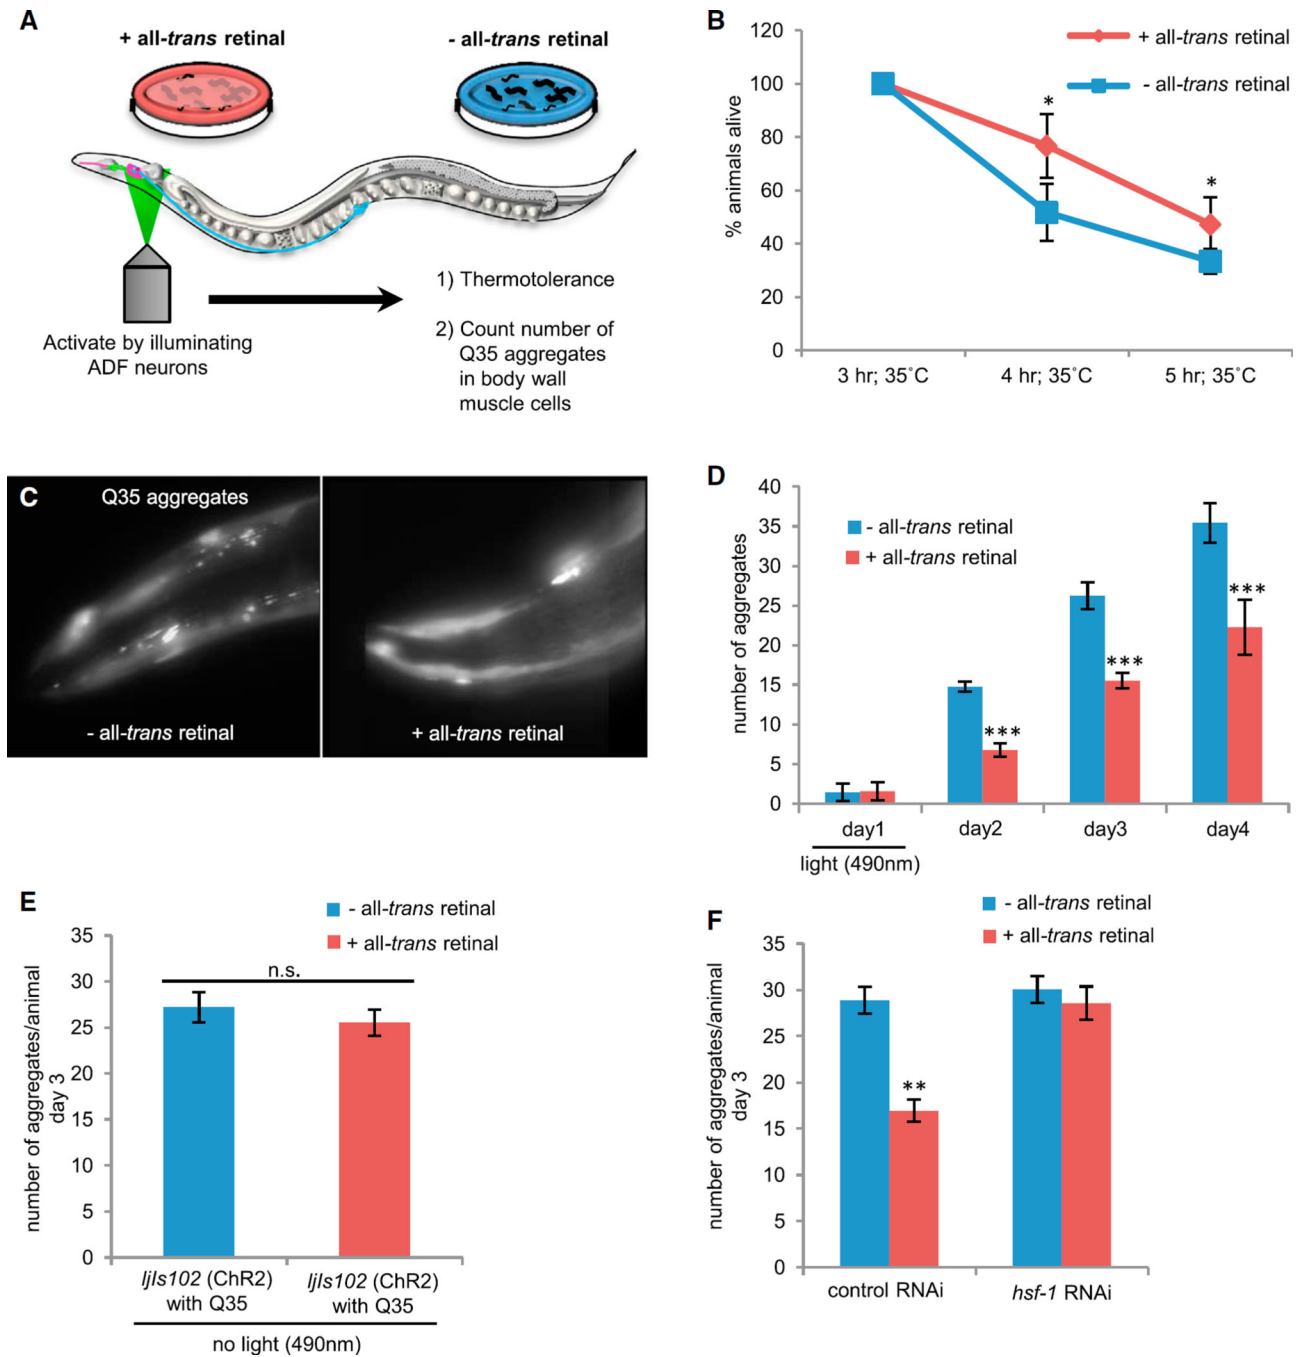 A
+ all-trans retinal
- all-trans retinal
Activate by illuminating
ADF neurons
1) Thermotolerance
2) Count number of
Q35 aggregates
in body wall
muscle cells
B
+ all-trans retinal
- all-trans retinal
% animals alive
120
100
80
60
40
20
0
*
*
3 hr; 35˚C
4 hr; 35˚C
5 hr; 35˚C
C
Q35 aggregates
- all-trans retinal
+ all-trans retinal
D
- all-trans retinal
+ all-trans retinal
number of aggregates
40
35
30
25
20
15
10
5
0
***
***
***
day1
day2
day3
day4
light (490nm)
E
- all-trans retinal
+ all-trans retinal
number of aggregates/animal
day 3
35
30
25
20
15
10
5
0
n.s.
ljIs102 (ChR2)
with Q35
ljIs102 (ChR2)
with Q35
no light (490nm)
F
- all-trans retinal
+ all-trans retinal
number of aggregates/animal
day 3
35
30
25
20
15
10
5
0
**
control RNAi
hsf-1 RNAi